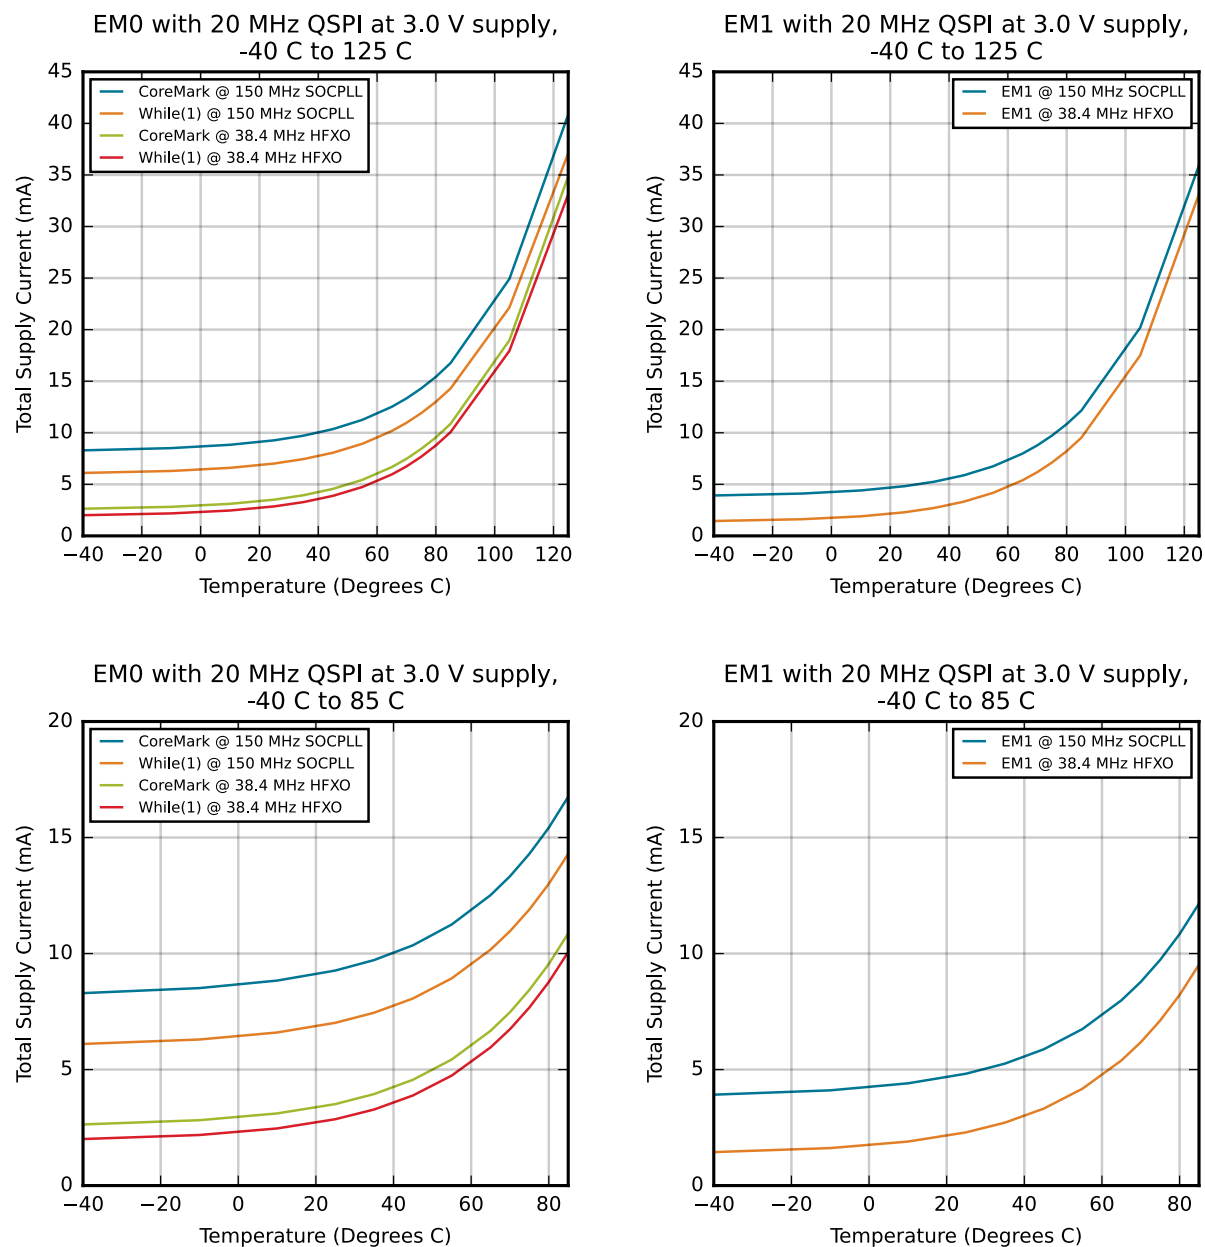 EM0 with 20 MHz QSPI at 3.0 V supply,
-40 C to 125 C
45
40
35
30
25
20
15
10
5
0
Total Supply Current (mA)
CoreMark @ 150 MHz SOCPLL
While(1) @ 150 MHz SOCPLL
CoreMark @ 38.4 MHz HFXO
While(1) @ 38.4 MHz HFXO
−40 −20 0 20 40 60 80 100 120
Temperature (Degrees C)
EM1 with 20 MHz QSPI at 3.0 V supply,
-40 C to 125 C
45
40
35
30
25
20
15
10
5
0
Total Supply Current (mA)
EM1 @ 150 MHz SOCPLL
EM1 @ 38.4 MHz HFXO
−40 −20 0 20 40 60 80 100 120
Temperature (Degrees C)
EM0 with 20 MHz QSPI at 3.0 V supply,
-40 C to 85 C
20
15
10
5
0
Total Supply Current (mA)
CoreMark @ 150 MHz SOCPLL
While(1) @ 150 MHz SOCPLL
CoreMark @ 38.4 MHz HFXO
While(1) @ 38.4 MHz HFXO
−40 −20 0 20 40 60 80
Temperature (Degrees C)
EM1 with 20 MHz QSPI at 3.0 V supply,
-40 C to 85 C
20
15
10
5
0
Total Supply Current (mA)
EM1 @ 150 MHz SOCPLL
EM1 @ 38.4 MHz HFXO
−40 −20 0 20 40 60 80
Temperature (Degrees C)